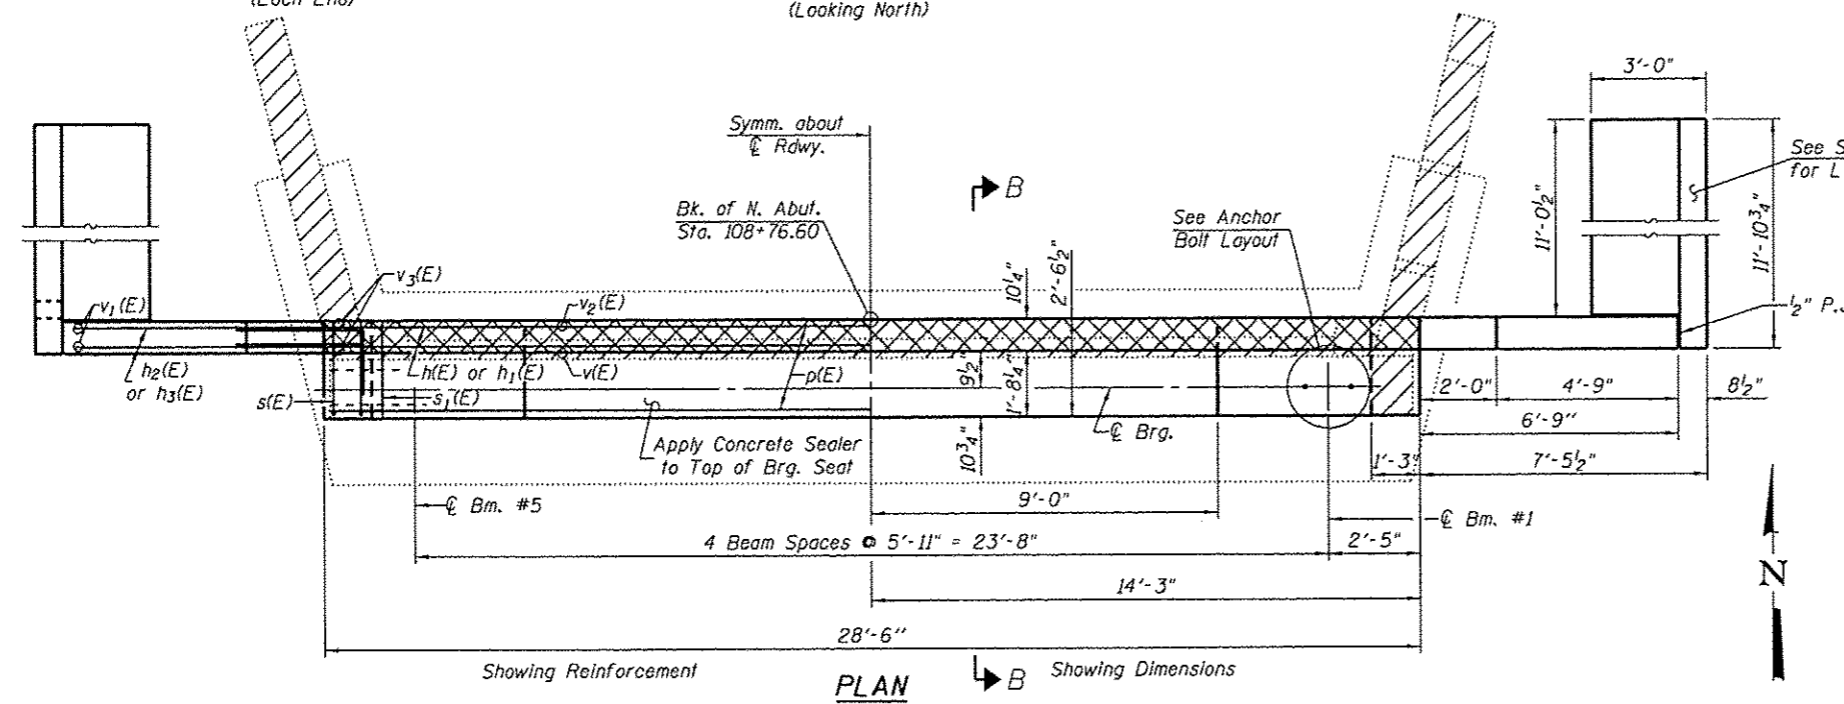 (Each End)
(Looking North)
3'-0"
Symm. about
℄ Rdwy.
B
See S
for L
Bk. of N. Abut.
Sta. 108+76.60
See Anchor
Bolt Layout
11'-0½"
11'-10¾"
v3(E)
v1(E)
v2(E)
10¼"
2'-6½"
½" P.J
h2(E)
or h3(E)
h(E) or h1(E)
v(E)
p(E)
9½"
1'-8¼"
s(E)
s1(E)
2'-0"
4'-9"
8½"
6'-9"
Apply Concrete Sealer
to Top of Brg. Seat
10¾"
℄ Brg.
1'-3"
7'-5½"
℄ Bm. #5
9'-0"
℄ Bm. #1
4 Beam Spaces @ 5'-11" = 23'-8"
2'-5"
N
14'-3"
28'-6"
Showing Reinforcement
B
Showing Dimensions
PLAN